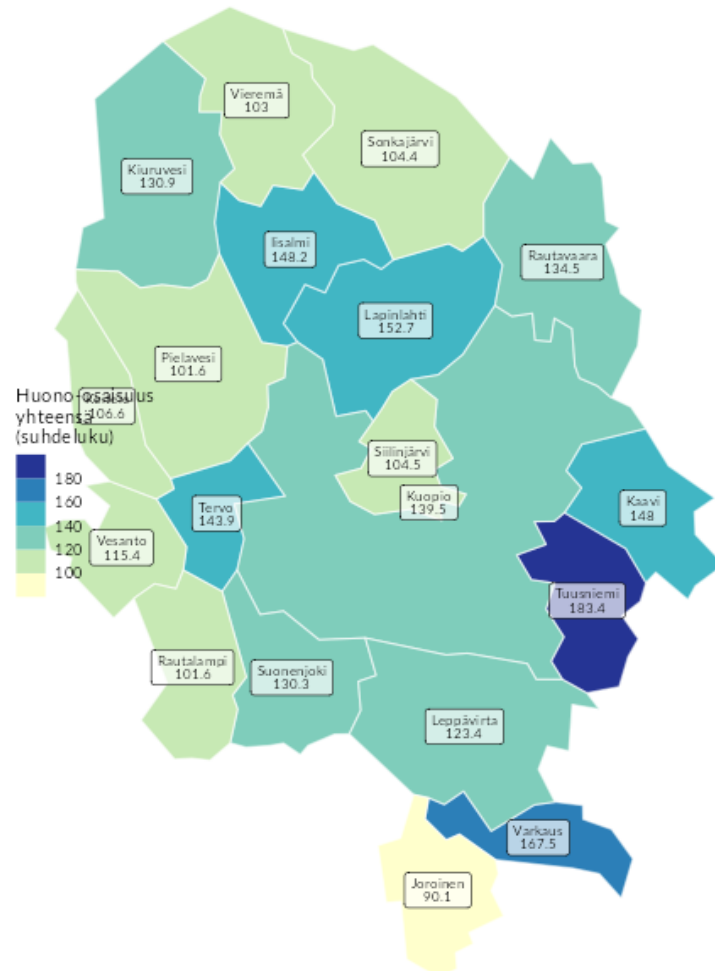 Vieremä
103
Sonkajärvi
104.4
Kiuruvesi
130.9
Iisalmi
148.2
Rautavaara
134.5
Lapinlahti
152.7
Pielavesi
101.6
106.6
Huono-osaisuus
yhteensä
(suhdeluku)
180
160
140
120
100
Siilinjärvi
104.5
Kuopio
139.5
Tervo
143.9
Kaavi
148
Vesanto
115.4
Tuusniemi
183.4
Rautalampi
101.6
Suonenjoki
130.3
Leppävirta
123.4
Varkaus
167.5
Joroinen
90.1